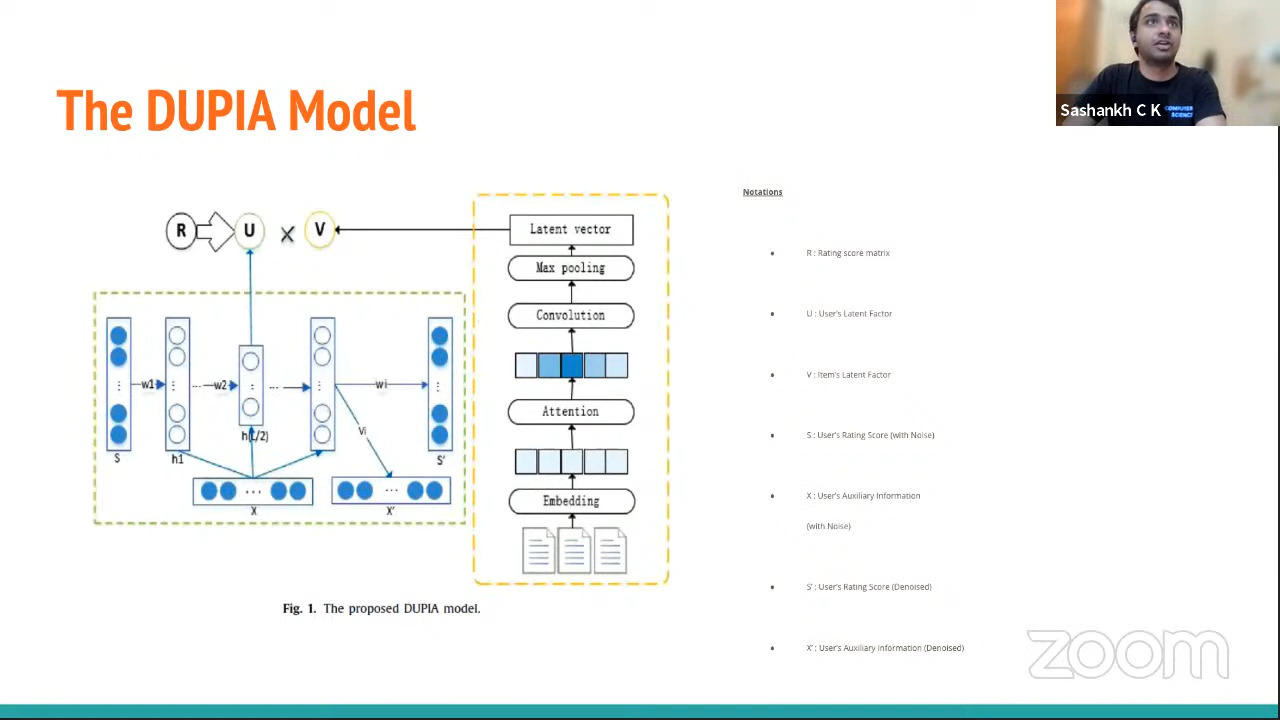 The DUPIA Model
Sashankh C K
COMPUTER
SCIENCE
R
U
X
V
Latent vector
Max pooling
Convolution
Attention
Embedding
w1
...
w2
...
wi
Vi
h(L/2)
S
h1
S'
X
X'
Fig. 1. The proposed DUPIA model.
Notations
R : Rating score matrix
U : User's Latent Factor
V : Item's Latent Factor
S : User's Rating Score (with Noise)
X : User's Auxiliary Information
(with Noise)
S' : User's Rating Score (Denoised)
X' : User's Auxiliary Information (Denoised)
zoom